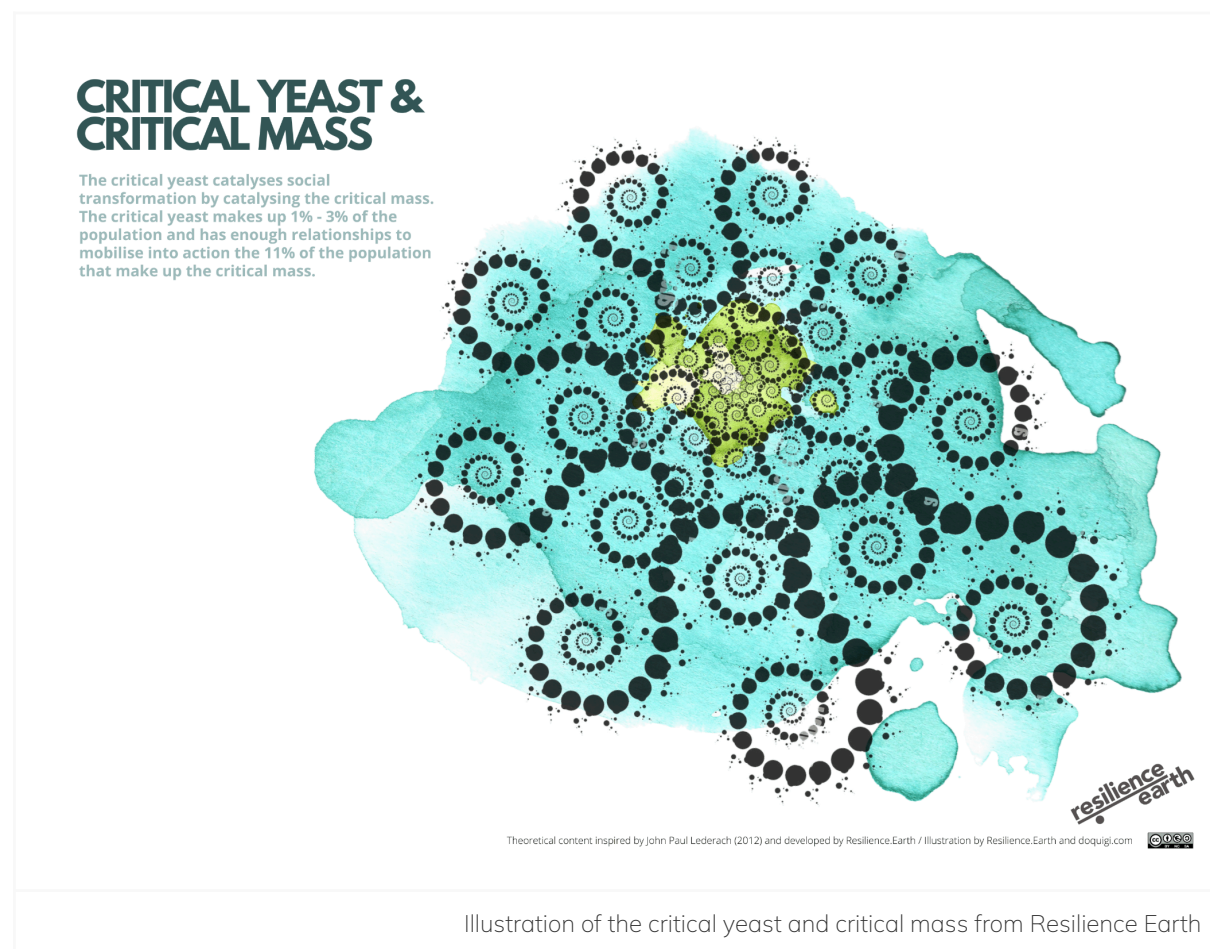 CRITICAL YEAST &
CRITICAL MASS
The critical yeast catalyses social
transformation by catalysing the critical mass.
The critical yeast makes up 1% - 3% of the
population and has enough relationships to
mobilise into action the 11% of the population
that make up the critical mass.
resilience
earth
Theoretical content inspired by John Paul Lederach (2012) and developed by Resilience.Earth / Illustration by Resilience.Earth and doquigi.com
CC BY NC SA
Illustration of the critical yeast and critical mass from Resilience Earth